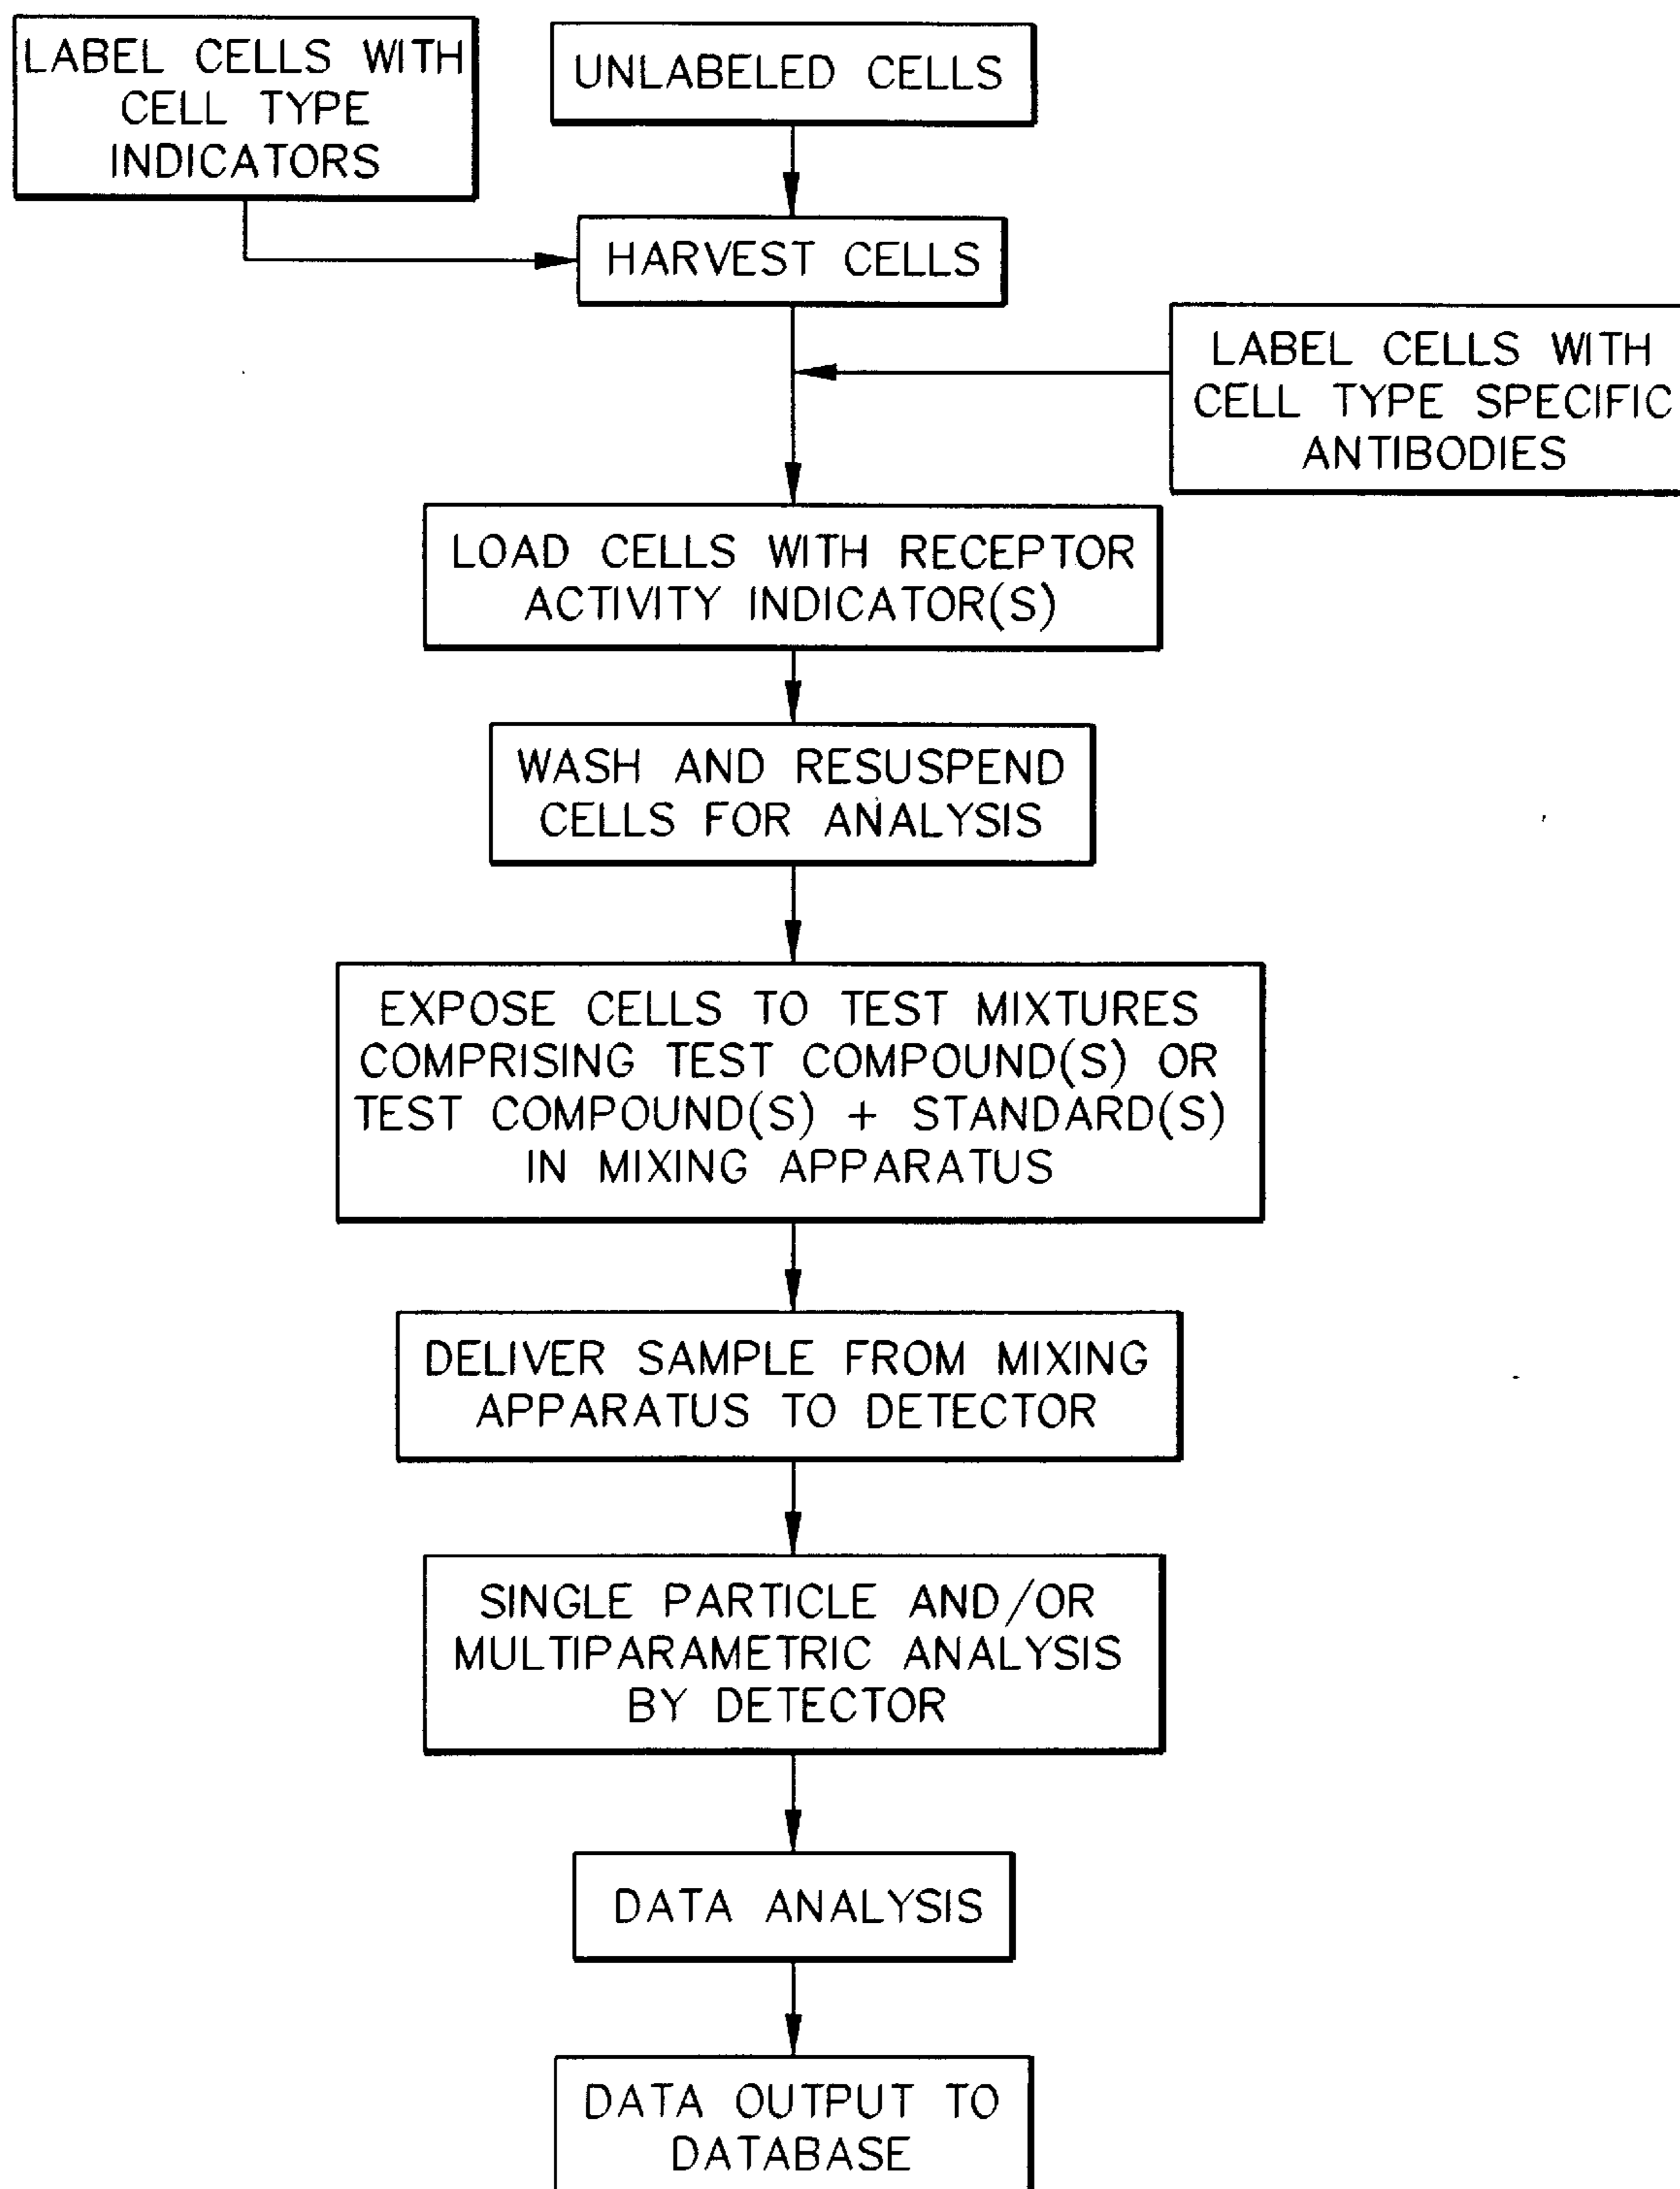 LABEL CELLS WITH
CELL TYPE
INDICATORS
UNLABELED CELLS
HARVEST CELLS
LABEL CELLS WITH
CELL TYPE SPECIFIC
ANTIBODIES
LOAD CELLS WITH RECEPTOR
ACTIVITY INDICATOR(S)
WASH AND RESUSPEND
CELLS FOR ANALYSIS
EXPOSE CELLS TO TEST MIXTURES
COMPRISING TEST COMPOUND(S) OR
TEST COMPOUND(S) + STANDARD(S)
IN MIXING APPARATUS
DELIVER SAMPLE FROM MIXING
APPARATUS TO DETECTOR
SINGLE PARTICLE AND/OR
MULTIPARAMETRIC ANALYSIS
BY DETECTOR
DATA ANALYSIS
DATA OUTPUT TO
DATABASE